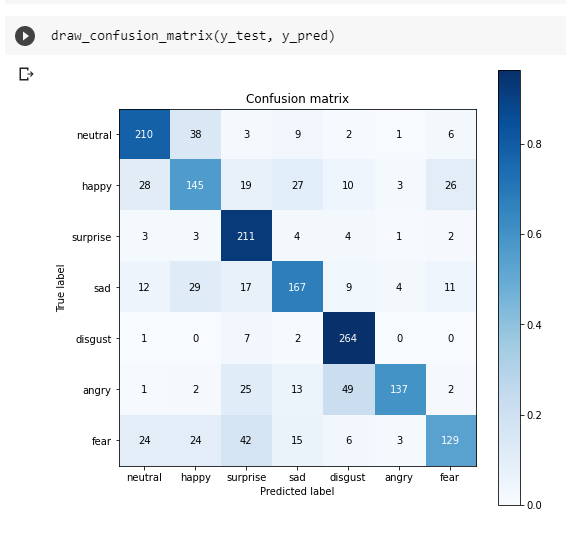 draw_confusion_matrix(y_test, y_pred)
Confusion matrix
neutral 210 38 3 9 2 1 6
happy 28 145 19 27 10 3 26
surprise 3 3 211 4 4 1 2
sad 12 29 17 167 9 4 11
disgust 1 0 7 2 264 0 0
angry 1 2 25 13 49 137 2
fear 24 24 42 15 6 3 129
neutral happy surprise sad disgust angry fear
Predicted label
True label
0.8
0.6
0.4
0.2
0.0